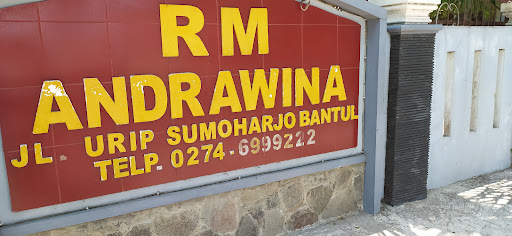 RM
ANDRAWINA
JL. URIP SUMOHARJO BANTUL
TELP. 0274-6999222